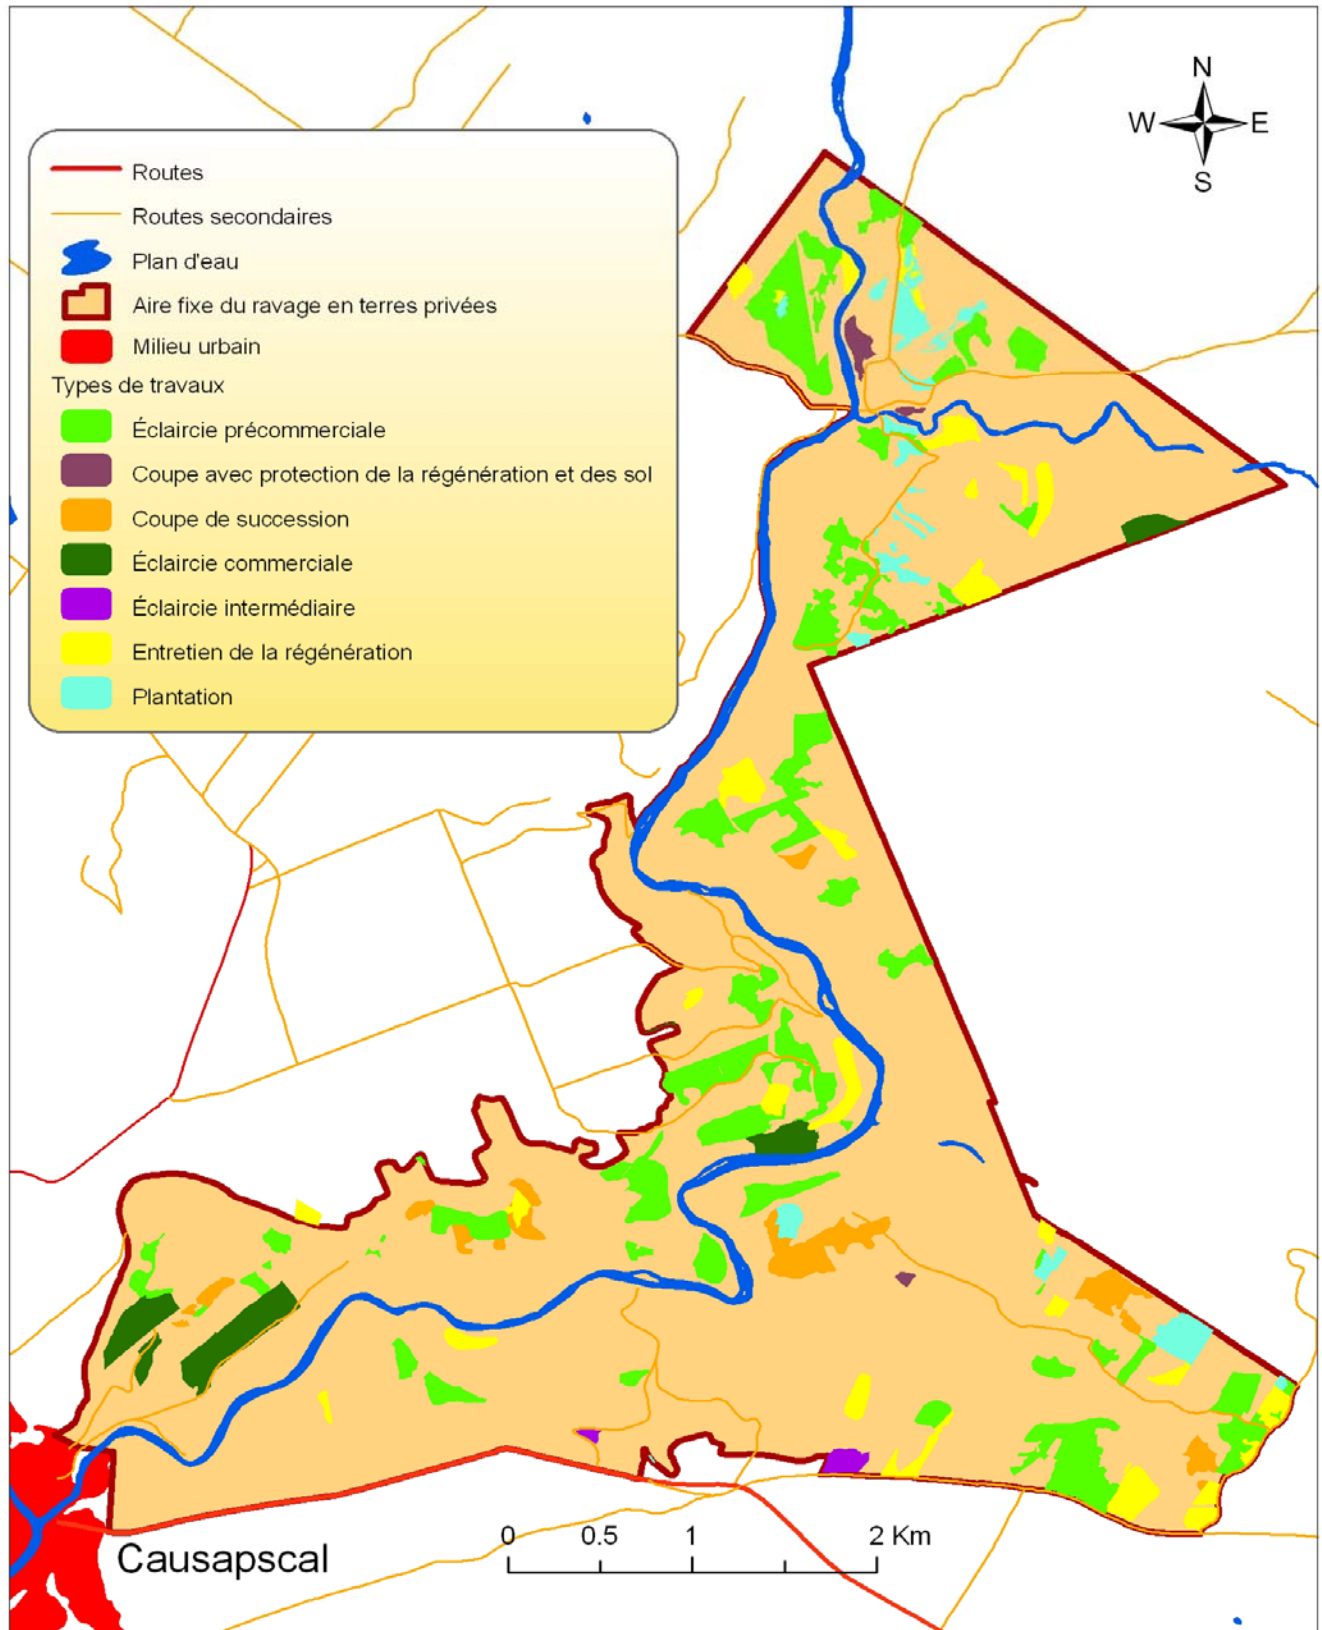 N
W E
S
Routes
Routes secondaires
Plan d'eau
Aire fixe du ravage en terres privées
Milieu urbain
Types de travaux
Éclaircie précommerciale
Coupe avec protection de la régénération et des sol
Coupe de succession
Éclaircie commerciale
Éclaircie intermédiaire
Entretien de la régénération
Plantation
0 0.5 1 2 Km
Causapscal